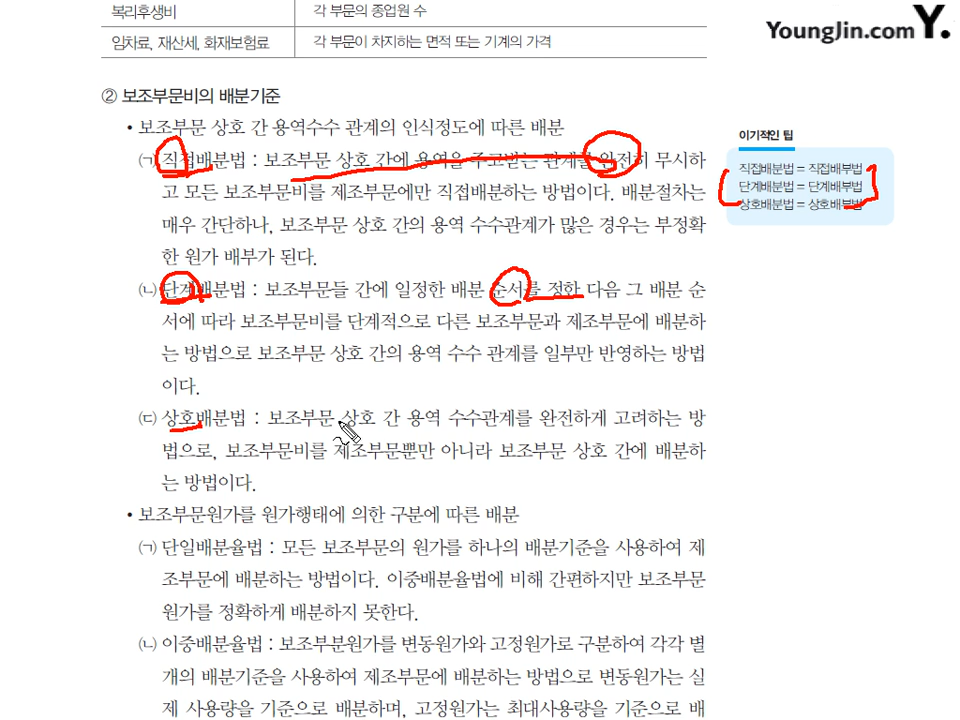 복리후생비 각 부문의 종업원 수
임차료, 재산세, 화재보험료 각 부문이 차지하는 면적 또는 기계의 가격
YoungJin.com Y.
② 보조부문비의 배분기준
• 보조부문 상호 간 용역수수 관계의 인식정도에 따른 배분
㈀ 직접배분법 : 보조부문 상호 간에 용역을 주고받는 관계를 완전히 무시하
고 모든 보조부문비를 제조부문에만 직접배분하는 방법이다. 배분절차는
매우 간단하나, 보조부문 상호 간의 용역 수수관계가 많은 경우는 부정확
한 원가 배부가 된다.
㈁ 단계배분법 : 보조부문들 간에 일정한 배분 순서를 정한 다음 그 배분 순
서에 따라 보조부문비를 단계적으로 다른 보조부문과 제조부문에 배분하
는 방법으로 보조부문 상호 간의 용역 수수 관계를 일부만 반영하는 방법
이다.
㈂ 상호배분법 : 보조부문 상호 간 용역 수수관계를 완전하게 고려하는 방
법으로, 보조부문비를 제조부문뿐만 아니라 보조부문 상호 간에 배분하
는 방법이다.
• 보조부문원가를 원가행태에 의한 구분에 따른 배분
㈀ 단일배분율법 : 모든 보조부문의 원가를 하나의 배분기준을 사용하여 제
조부문에 배분하는 방법이다. 이중배분율법에 비해 간편하지만 보조부문
원가를 정확하게 배분하지 못한다.
㈁ 이중배분율법 : 보조부분원가를 변동원가와 고정원가로 구분하여 각각 별
개의 배분기준을 사용하여 제조부문에 배분하는 방법으로 변동원가는 실
제 사용량을 기준으로 배분하며, 고정원가는 최대사용량을 기준으로 배
이기적인 팁
직접배분법 = 직접배부법
단계배분법 = 단계배부법
상호배분법 = 상호배부법